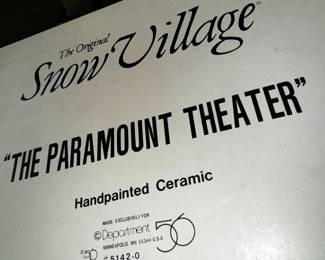 The Original
Snow Village®
"THE PARAMOUNT THEATER"
Handpainted Ceramic
MADE EXCLUSIVELY FOR
© Department 56
MINNEAPOLIS, MN 55344 U.S.A.
5142-0